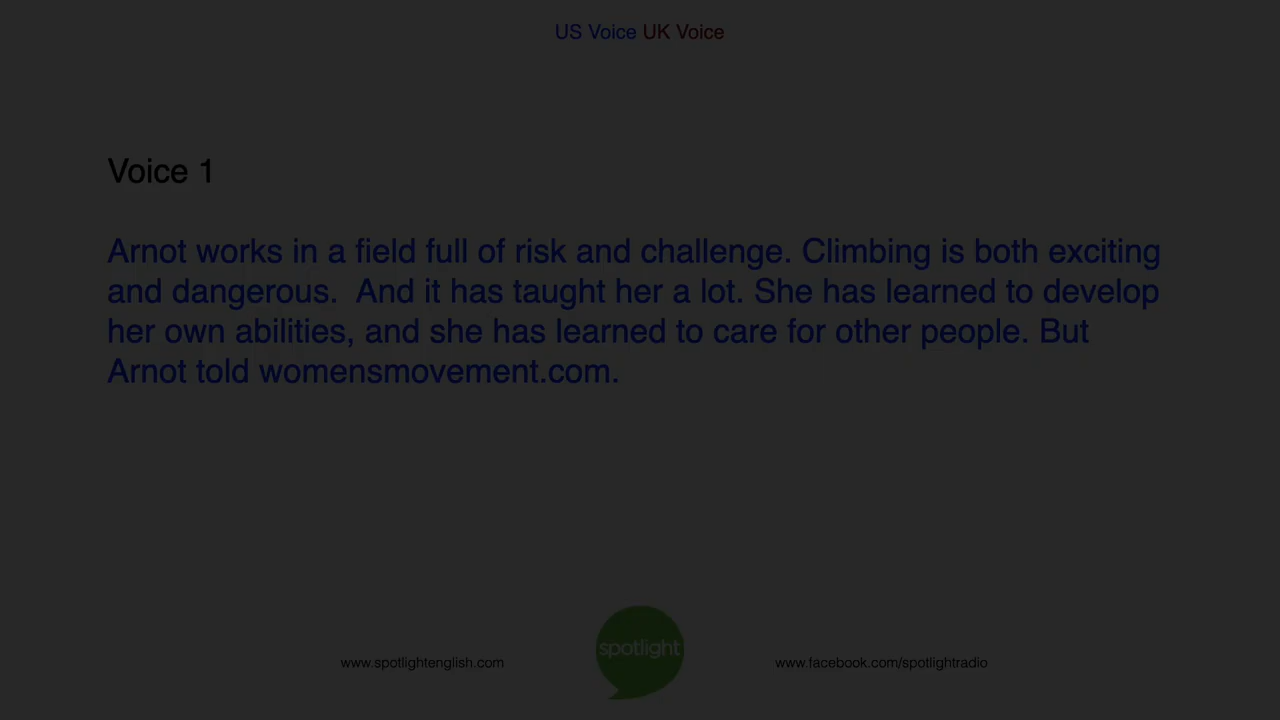 US Voice UK Voice
Voice 1
Arnot works in a field full of risk and challenge. Climbing is both exciting
and dangerous.  And it has taught her a lot. She has learned to develop
her own abilities, and she has learned to care for other people. But
Arnot told womensmovement.com.
spotlight
www.spotlightenglish.com
www.facebook.com/spotlightradio